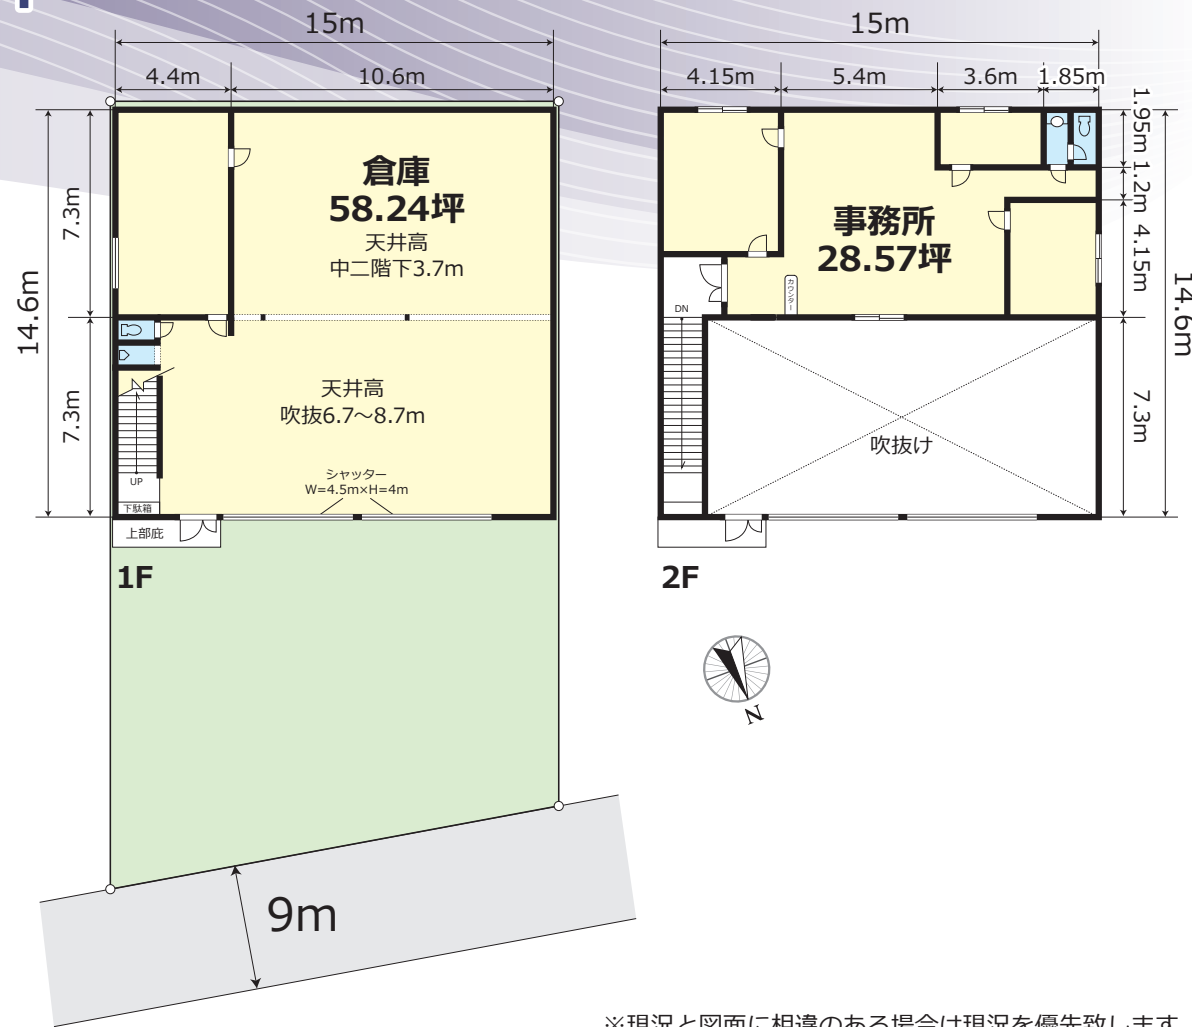 15m
4.4m
10.6m
14.6m
7.3m
7.3m
倉庫
58.24坪
天井高
中二階下3.7m
天井高
吹抜6.7～8.7m
シャッター
W=4.5m×H=4m
UP
下駄箱
上部庇
1F
9m
15m
4.15m
5.4m
3.6m
1.85m
1.95m
1.2m
4.15m
7.3m
14.6m
事務所
28.57坪
カウンター
DN
吹抜け
2F
N
※現況と図面に相違のある場合は現況を優先致します